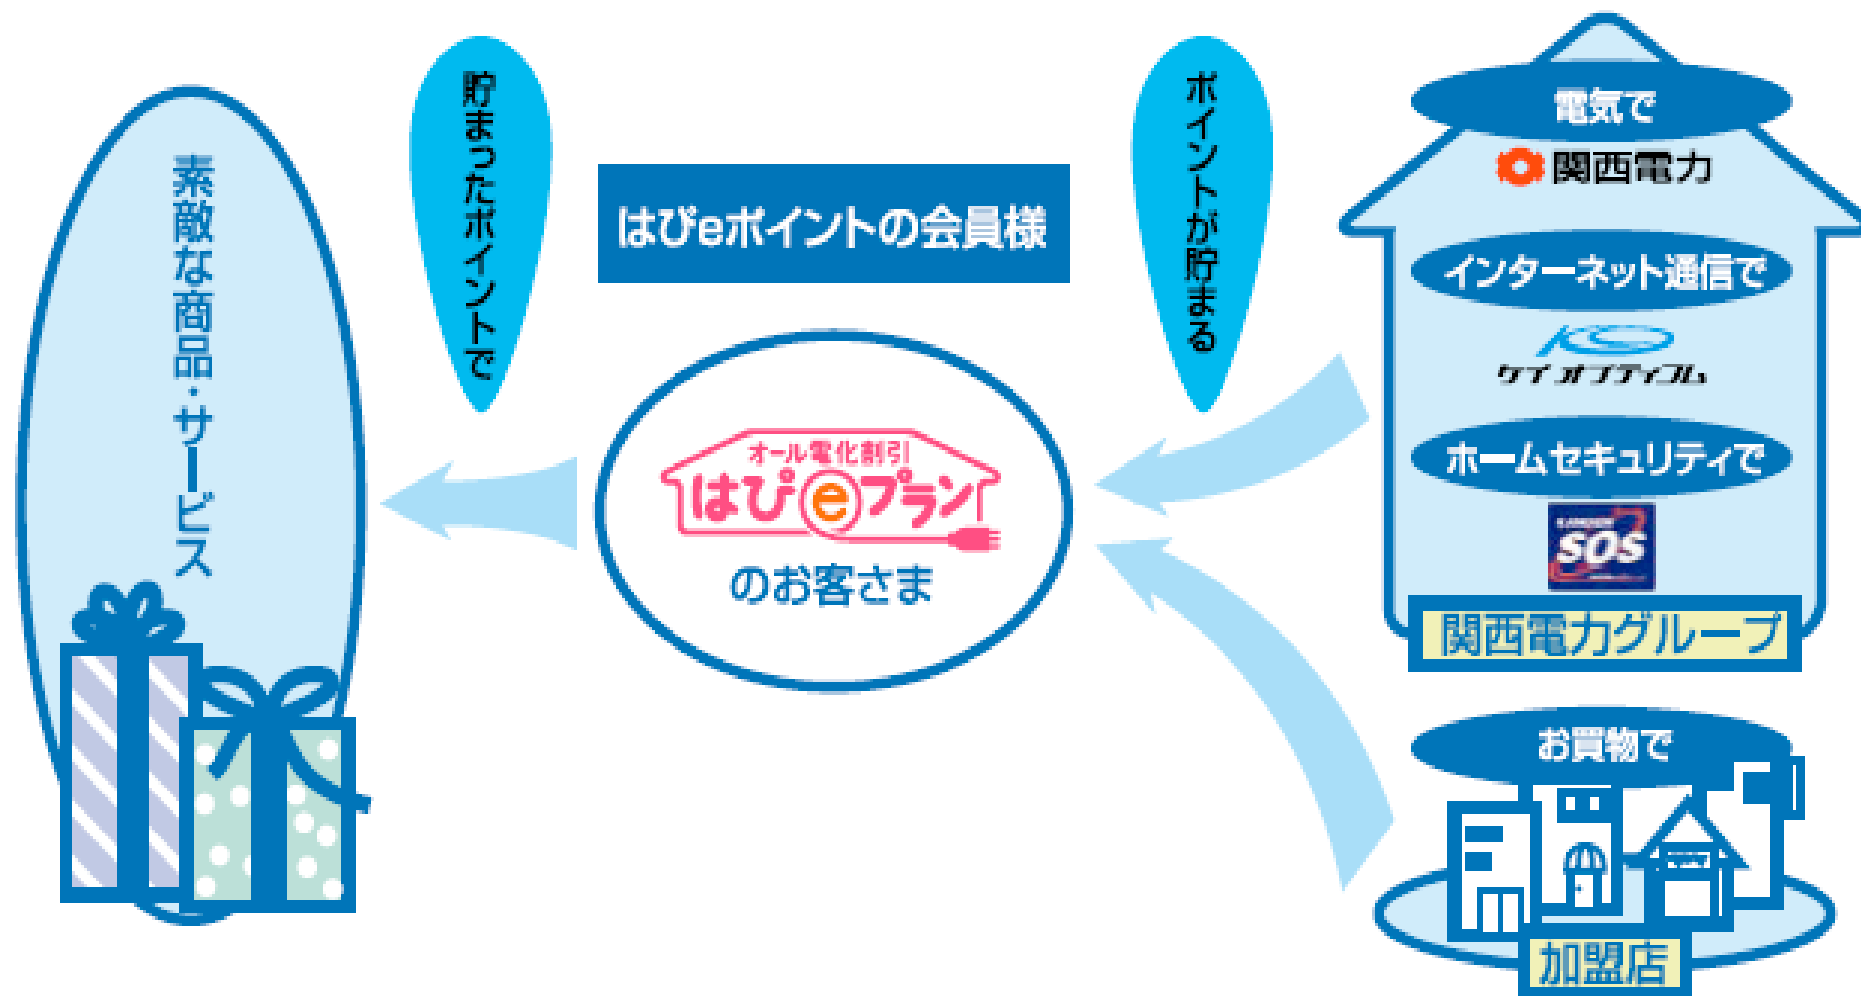 素敵な商品・サービス
貯まったポイントで
はぴeポイントの会員様
オール電化割引
はぴeプラン
のお客さま
ポイントが貯まる
電気で
関西電力
インターネット通信で
ケイオプティコム
ホームセキュリティで
SOS
関西電力グループ
お買物で
加盟店